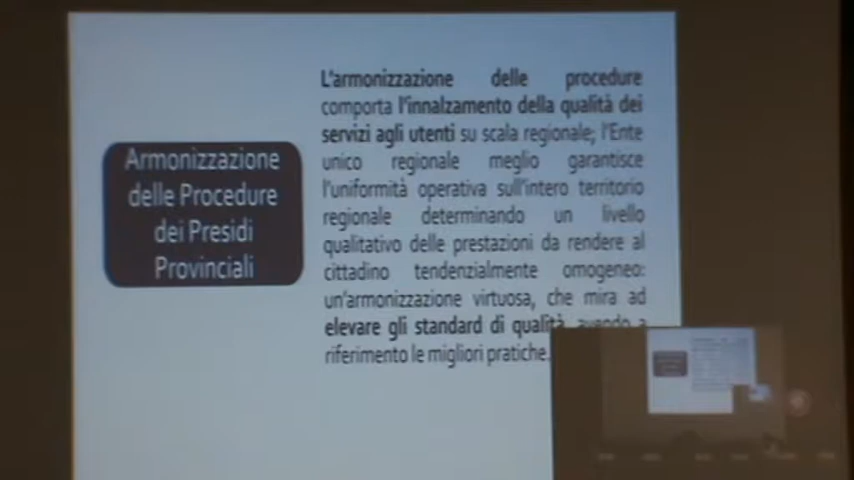 Armonizzazione
delle Procedure
dei Presidi
Provinciali
L'armonizzazione delle procedure
comporta l'innalzamento della qualità dei
servizi agli utenti su scala regionale; l'Ente
unico regionale meglio garantisce
l'uniformità operativa sull'intero territorio
regionale determinando un livello
qualitativo delle prestazioni da rendere al
cittadino tendenzialmente omogeneo:
un'armonizzazione virtuosa, che mira ad
elevare gli standard di qualità, avendo a
riferimento le migliori pratiche.